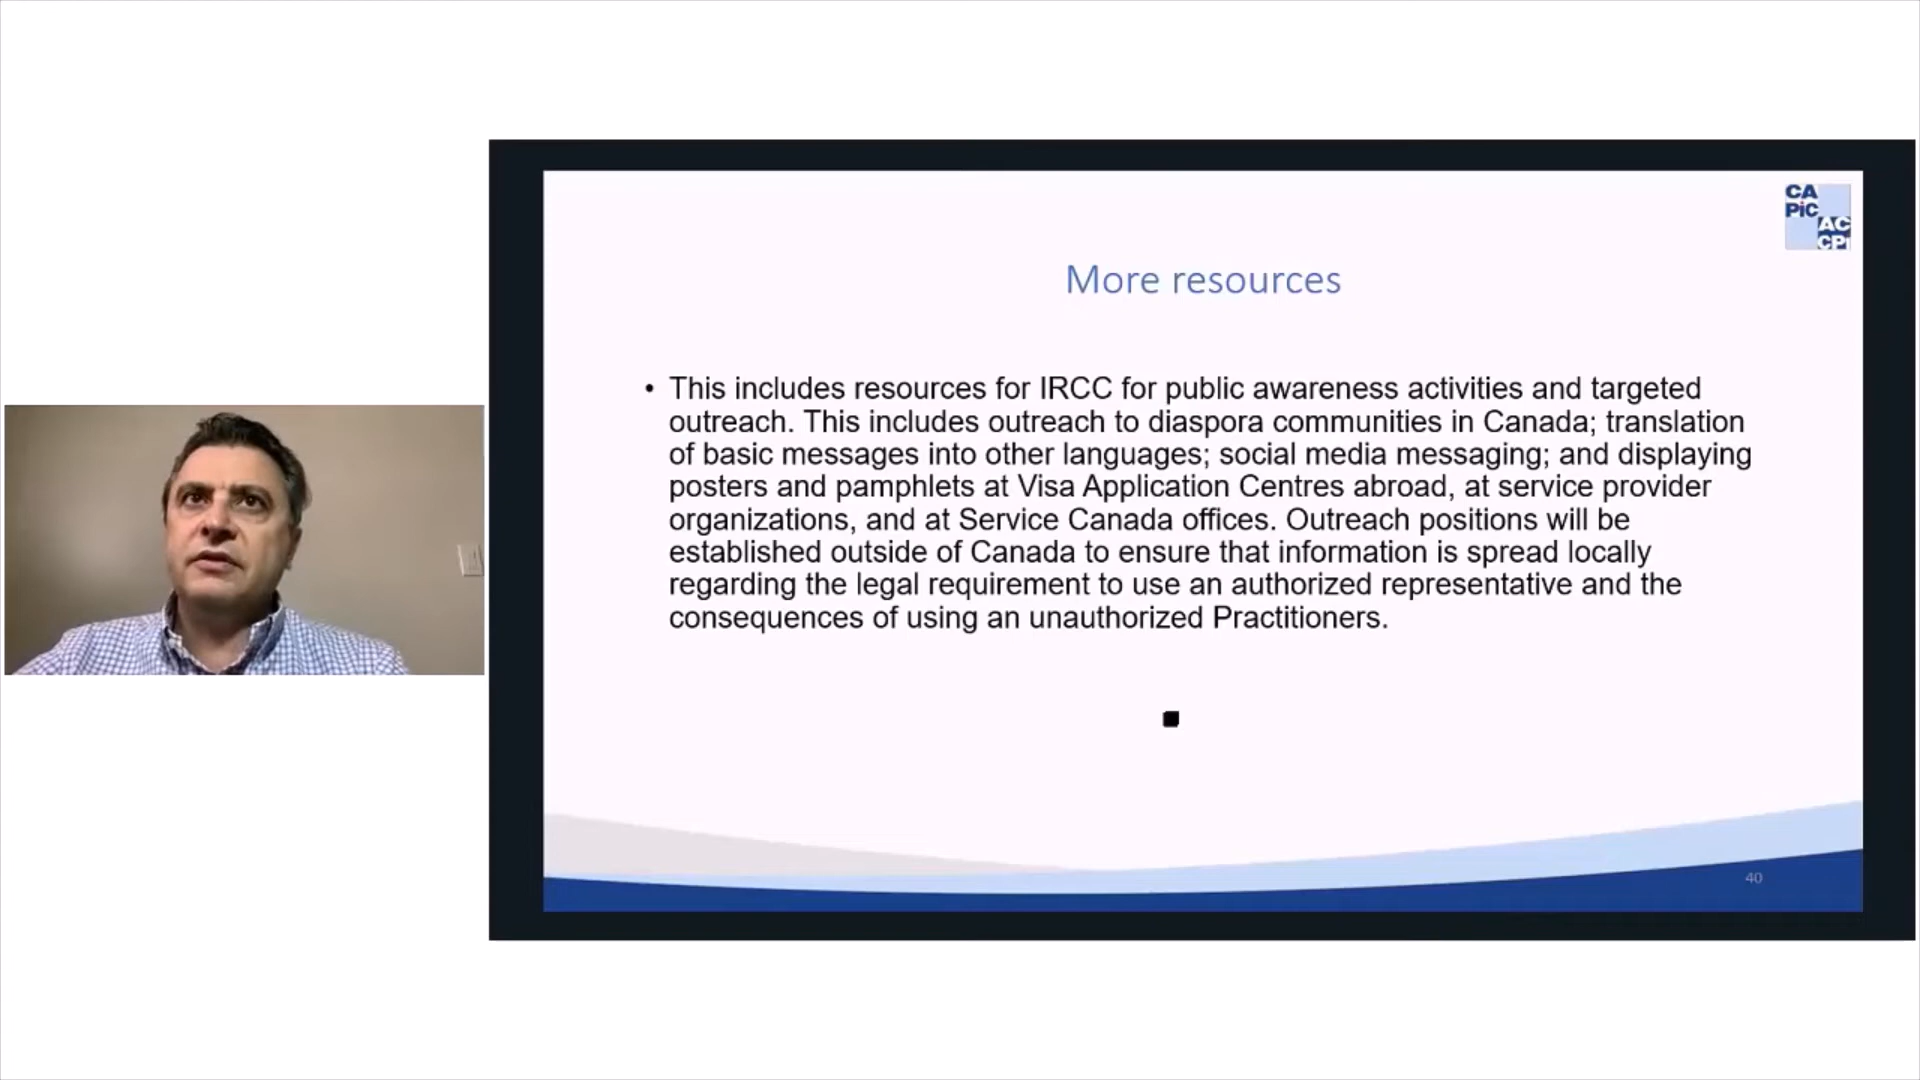 CA
PiC
AC
CPI
More resources
• This includes resources for IRCC for public awareness activities and targeted
outreach. This includes outreach to diaspora communities in Canada; translation
of basic messages into other languages; social media messaging; and displaying
posters and pamphlets at Visa Application Centres abroad, at service provider
organizations, and at Service Canada offices. Outreach positions will be
established outside of Canada to ensure that information is spread locally
regarding the legal requirement to use an authorized representative and the
consequences of using an unauthorized Practitioners.
40